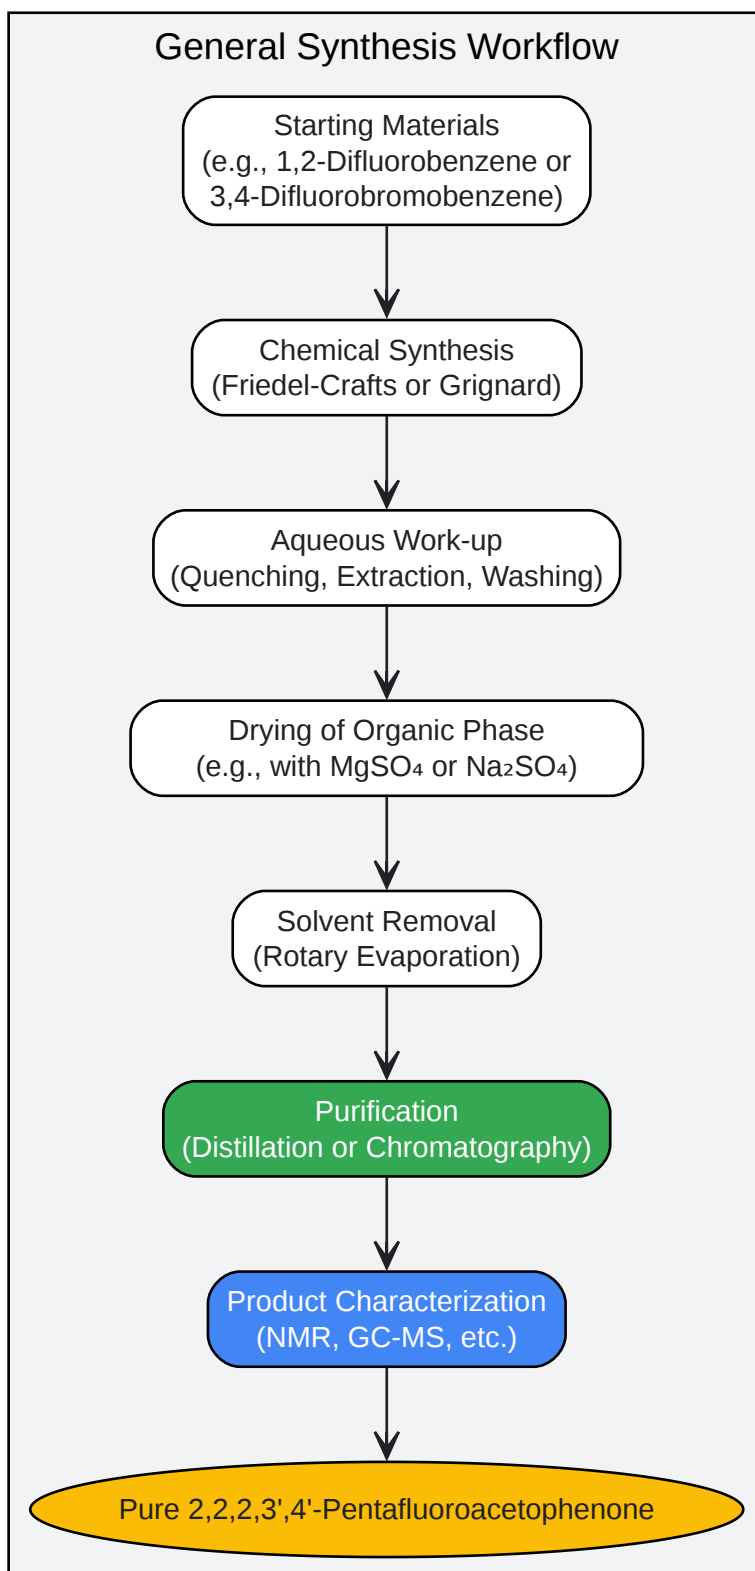 General Synthesis Workflow
Starting Materials
(e.g., 1,2-Difluorobenzene or
3,4-Difluorobromobenzene)
Chemical Synthesis
(Friedel-Crafts or Grignard)
Aqueous Work-up
(Quenching, Extraction, Washing)
Drying of Organic Phase
(e.g., with MgSO₄ or Na₂SO₄)
Solvent Removal
(Rotary Evaporation)
Purification
(Distillation or Chromatography)
Product Characterization
(NMR, GC-MS, etc.)
Pure 2,2,2,3',4'-Pentafluoroacetophenone